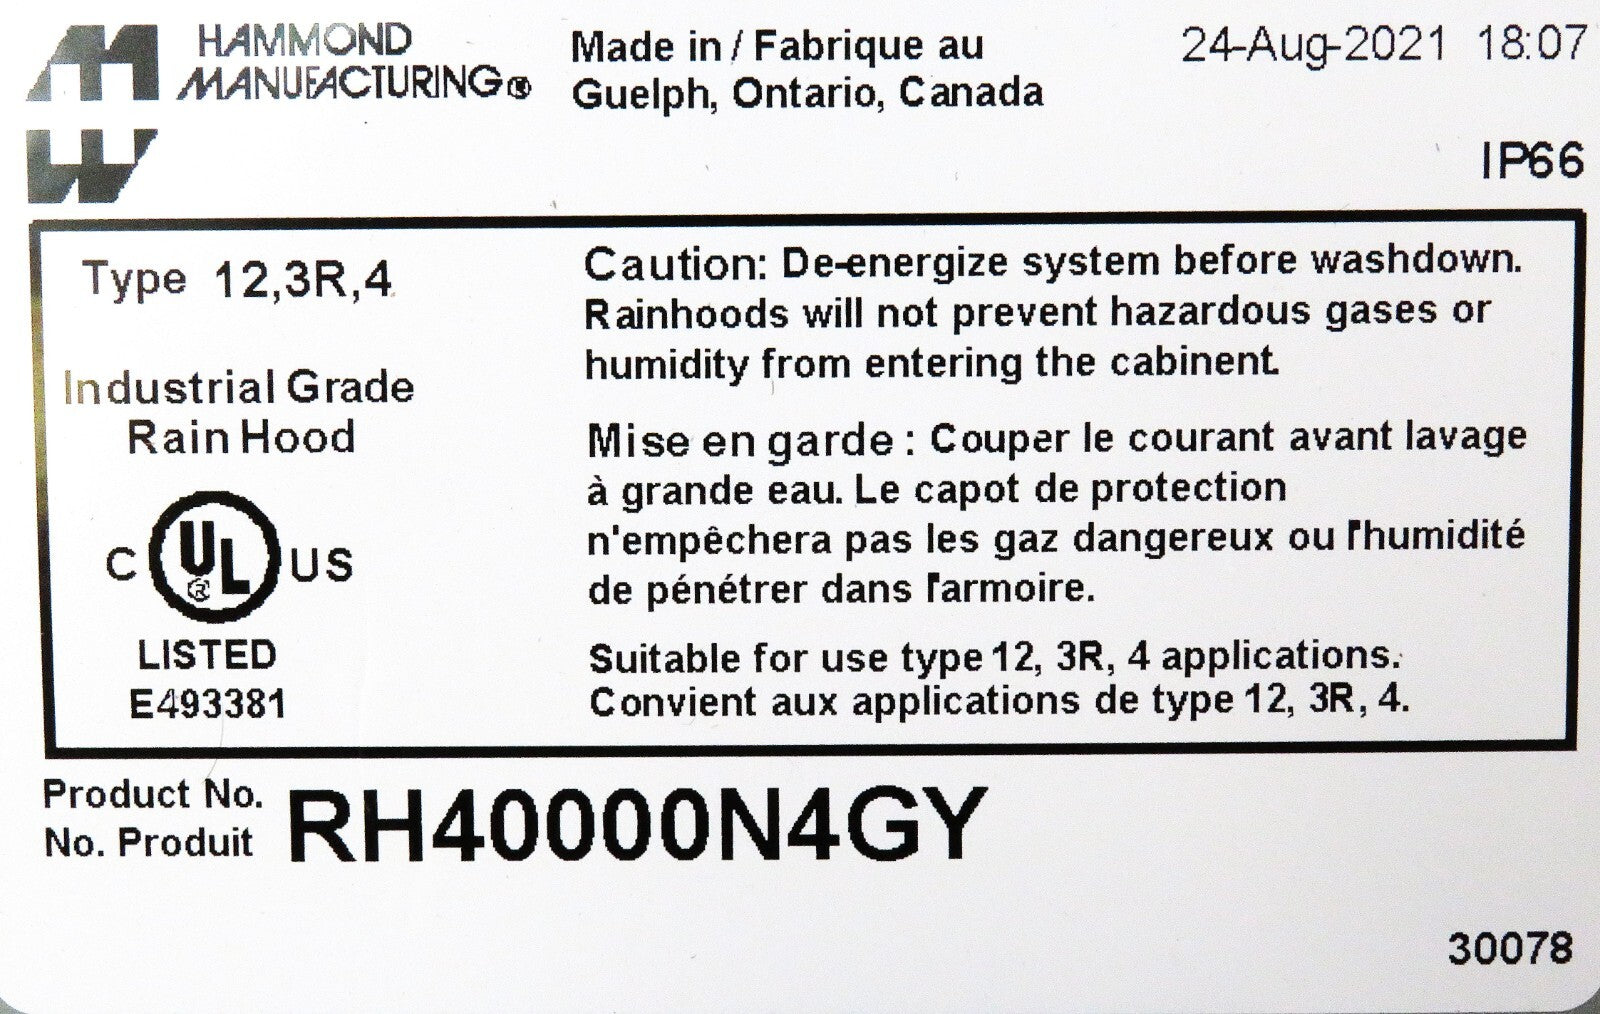 HAMMOND
MANUFACTURING®
Made in / Fabrique au
Guelph, Ontario, Canada
24-Aug-2021 18:07
IP66
Type 12,3R,4
Industrial Grade
Rain Hood
C UL® US
LISTED
E493381
Caution: De-energize system before washdown.
Rainhoods will not prevent hazardous gases or
humidity from entering the cabinent.
Mise en garde : Couper le courant avant lavage
à grande eau. Le capot de protection
n'empêchera pas les gaz dangereux ou l'humidité
de pénétrer dans l'armoire.
Suitable for use type 12, 3R, 4 applications.
Convient aux applications de type 12, 3R, 4.
Product No.
No. Produit
RH40000N4GY
30078